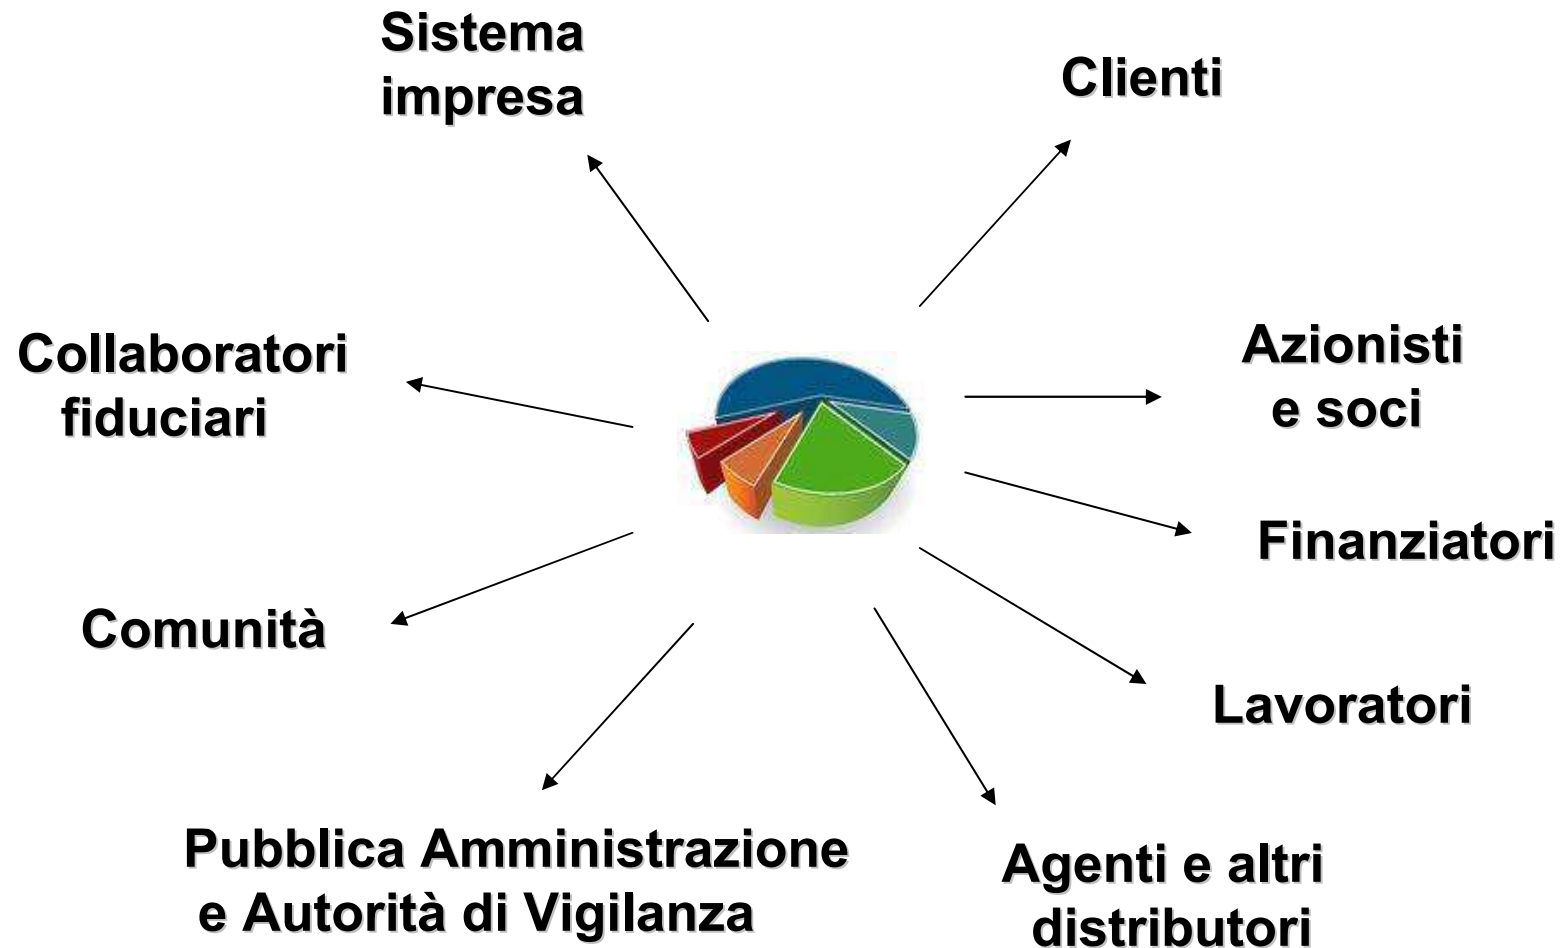 Sistema
impresa
Clienti
Collaboratori
fiduciari
Azionisti
e soci
Finanziatori
Comunità
Lavoratori
Pubblica Amministrazione
e Autorità di Vigilanza
Agenti e altri
distributori